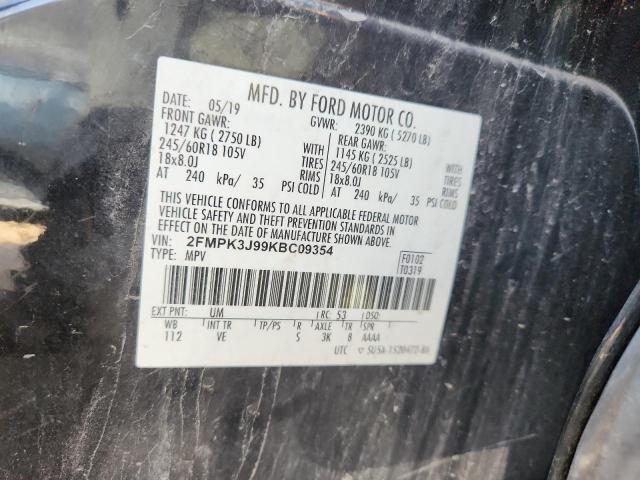 MFD. BY FORD MOTOR CO.
DATE: 05/19 GVWR: 2390 KG ( 5270 LB)
FRONT GAWR: REAR GAWR:
1247 KG ( 2750 LB) WITH 1145 KG ( 2525 LB) WITH
245/60R18 105V TIRES 245/60R18 105V TIRES
18x8.0J RIMS 18x8.0J RIMS
AT 240 kPa/ 35 PSI COLD AT 240 kPa/ 35 PSI COLD
THIS VEHICLE CONFORMS TO ALL APPLICABLE FEDERAL MOTOR
VEHICLE SAFETY AND THEFT PREVENTION STANDARDS IN
EFFECT ON THE DATE OF MANUFACTURE SHOWN ABOVE.
VIN: 2FMPK3J99KBC09354 F0102
TYPE: MPV T0319
EXT PNT: UM RC: 53 DSO:
WB INT TR TP/PS R AXLE TR SPR
112 VE S 3K 8 AAAA
UTC